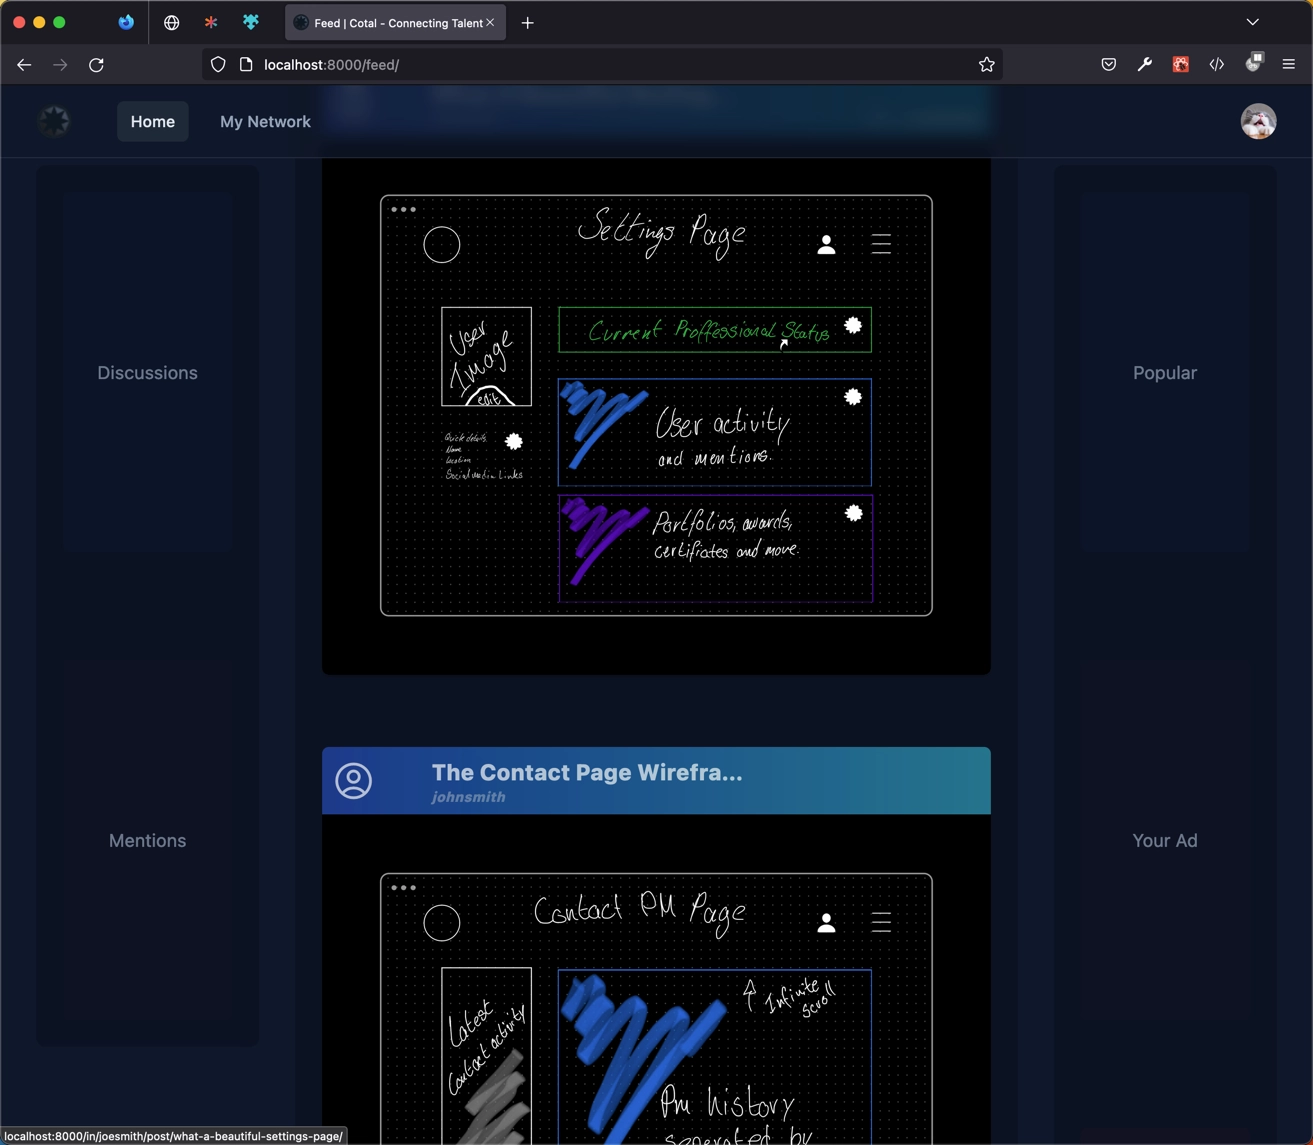 Feed | Cotal - Connecting Talent
localhost:8000/feed/
Home
My Network
Settings Page
Discussions
Popular
User
Image
edit
Current Proffessional Status
User activity
and mentions.
Quick details.
Name
Location
Social media Links
Portfolios, awards,
certifiates and move.
The Contact Page Wirefra...
johnsmith
Mentions
Your Ad
Contact PM Page
Latest
Contact activity
Infinite
Scroll
Pm history
seperated by
localhost:8000/in/joesmith/post/what-a-beautiful-settings-page/